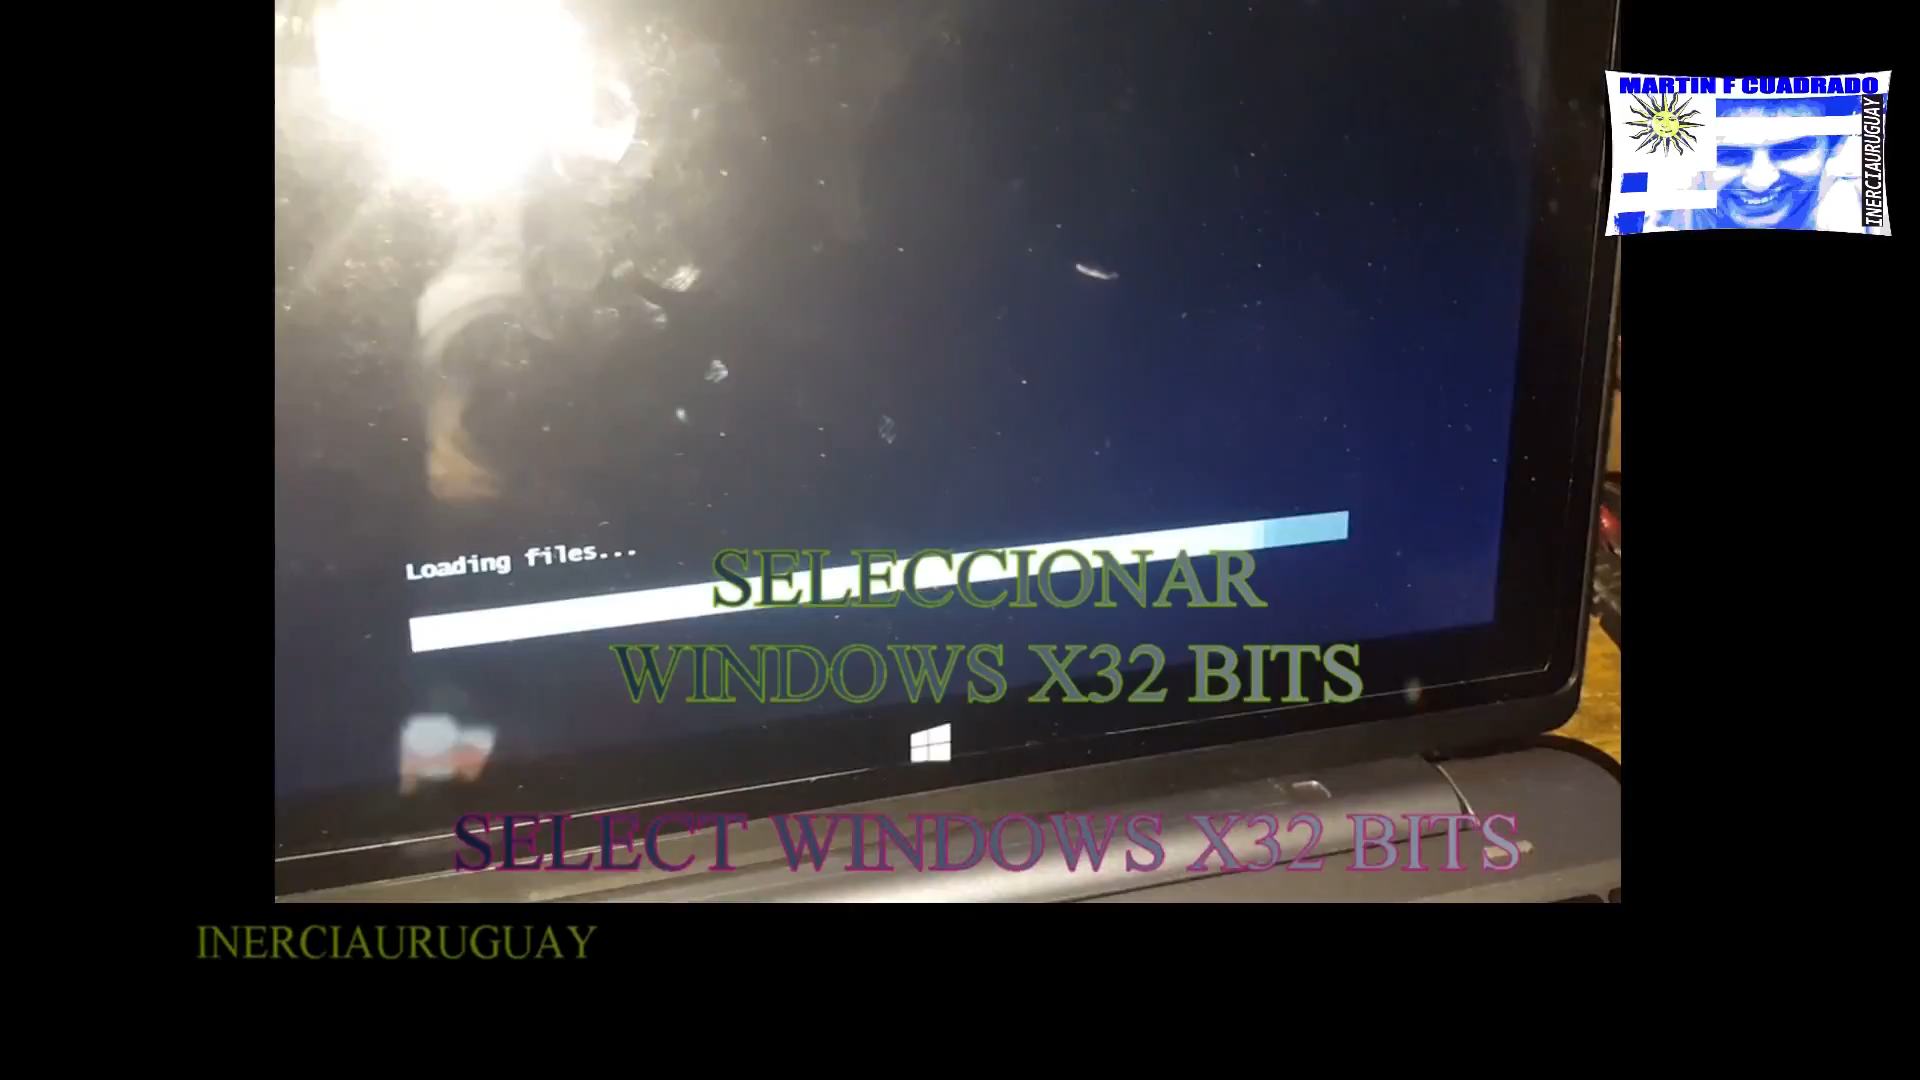 MARTIN F CUADRADO
INERCIAURUGUAY
Loading files...
SELECCIONAR
WINDOWS X32 BITS
SELECT WINDOWS X32 BITS
INERCIAURUGUAY